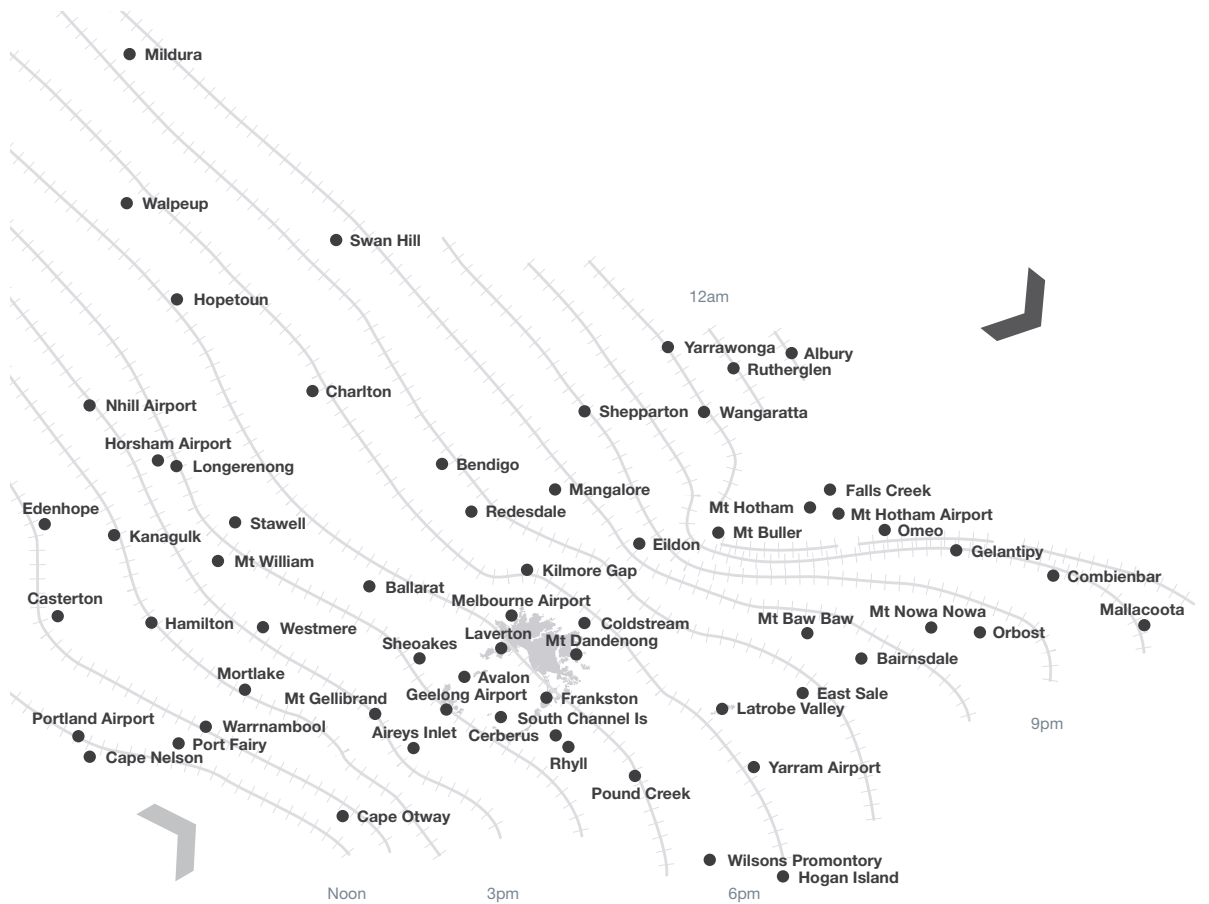 Mildura
Walpeup
Swan Hill
Hopetoun
12am
Yarrawonga
Albury
Rutherglen
Charlton
Nhill Airport
Shepparton
Wangaratta
Horsham Airport
Longerenong
Bendigo
Mangalore
Falls Creek
Edenhope
Redesdale
Mt Hotham
Mt Hotham Airport
Stawell
Kanagulk
Mt Buller
Omeo
Eildon
Gelantipy
Mt William
Kilmore Gap
Combienbar
Ballarat
Casterton
Melbourne Airport
Mt Nowa Nowa
Mallacoota
Mt Baw Baw
Hamilton
Westmere
Coldstream
Laverton
Mt Dandenong
Orbost
Sheoakes
Bairnsdale
Mortlake
Avalon
Geelong Airport
East Sale
Mt Gellibrand
Frankston
Latrobe Valley
Portland Airport
Warrnambool
South Channel Is
9pm
Aireys Inlet
Cerberus
Port Fairy
Cape Nelson
Rhyll
Yarram Airport
Pound Creek
Cape Otway
Wilsons Promontory
Hogan Island
Noon
3pm
6pm